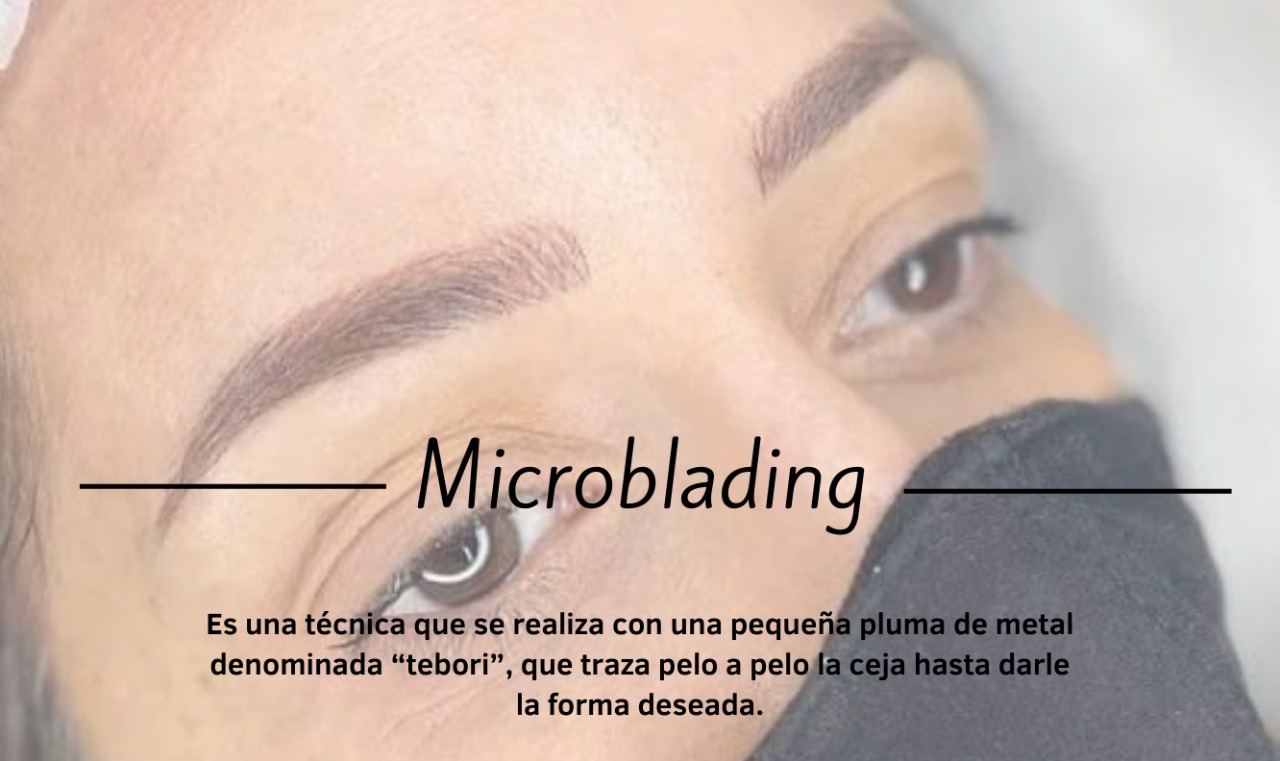 Microblading
Es una técnica que se realiza con una pequeña pluma de metal
denominada “tebori”, que traza pelo a pelo la ceja hasta darle
la forma deseada.